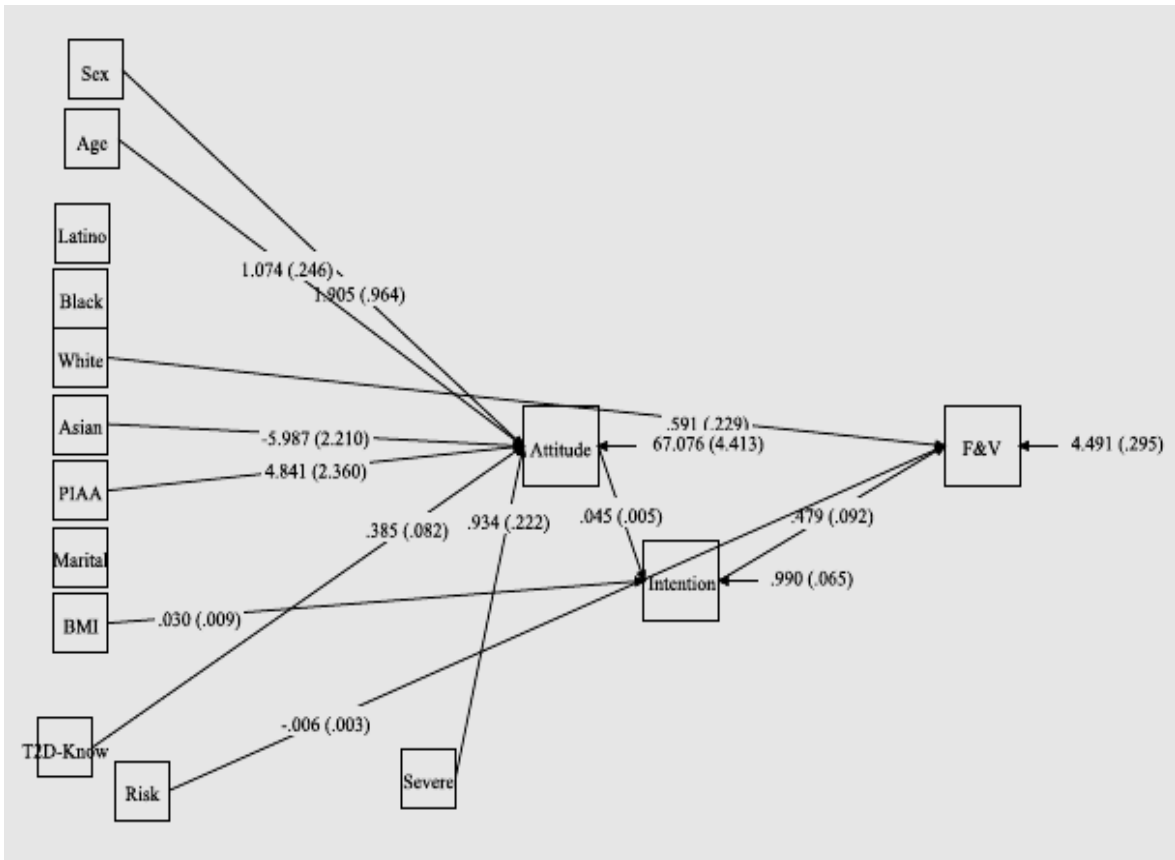 Sex
Age
Latino
1.074 (.246)
1.905 (.964)
Black
White
Asian
-5.987 (2.210)
.591 (.229)
Attitude
67.076 (4.413)
F&V
4.491 (.295)
4.841 (2.360)
PIAA
.385 (.082)
.934 (.222)
.045 (.005)
.479 (.092)
Marital
Intention
.990 (.065)
BMI
.030 (.009)
-.006 (.003)
T2D-Know
Risk
Severe